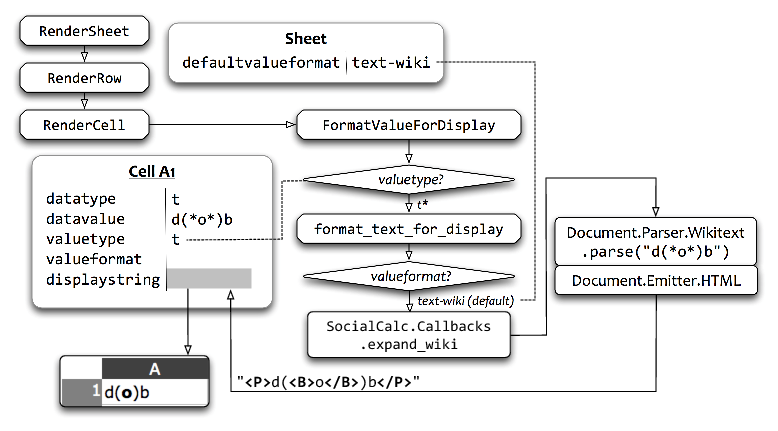 RenderSheet
RenderRow
RenderCell
Sheet
defaultvalueformat text-wiki
FormatValueForDisplay
valuetype?
t*
format_text_for_display
valueformat?
text-wiki (default)
SocialCalc.Callbacks
.expand_wiki
Document.Parser.Wikitext
.parse("d(*o*)b")
Document.Emitter.HTML
Cell A1
datatype t
datavalue d(*o*)b
valuetype t
valueformat
displaystring
"<P>d(<B>o</B>)b</P>"
A
1 d(o)b